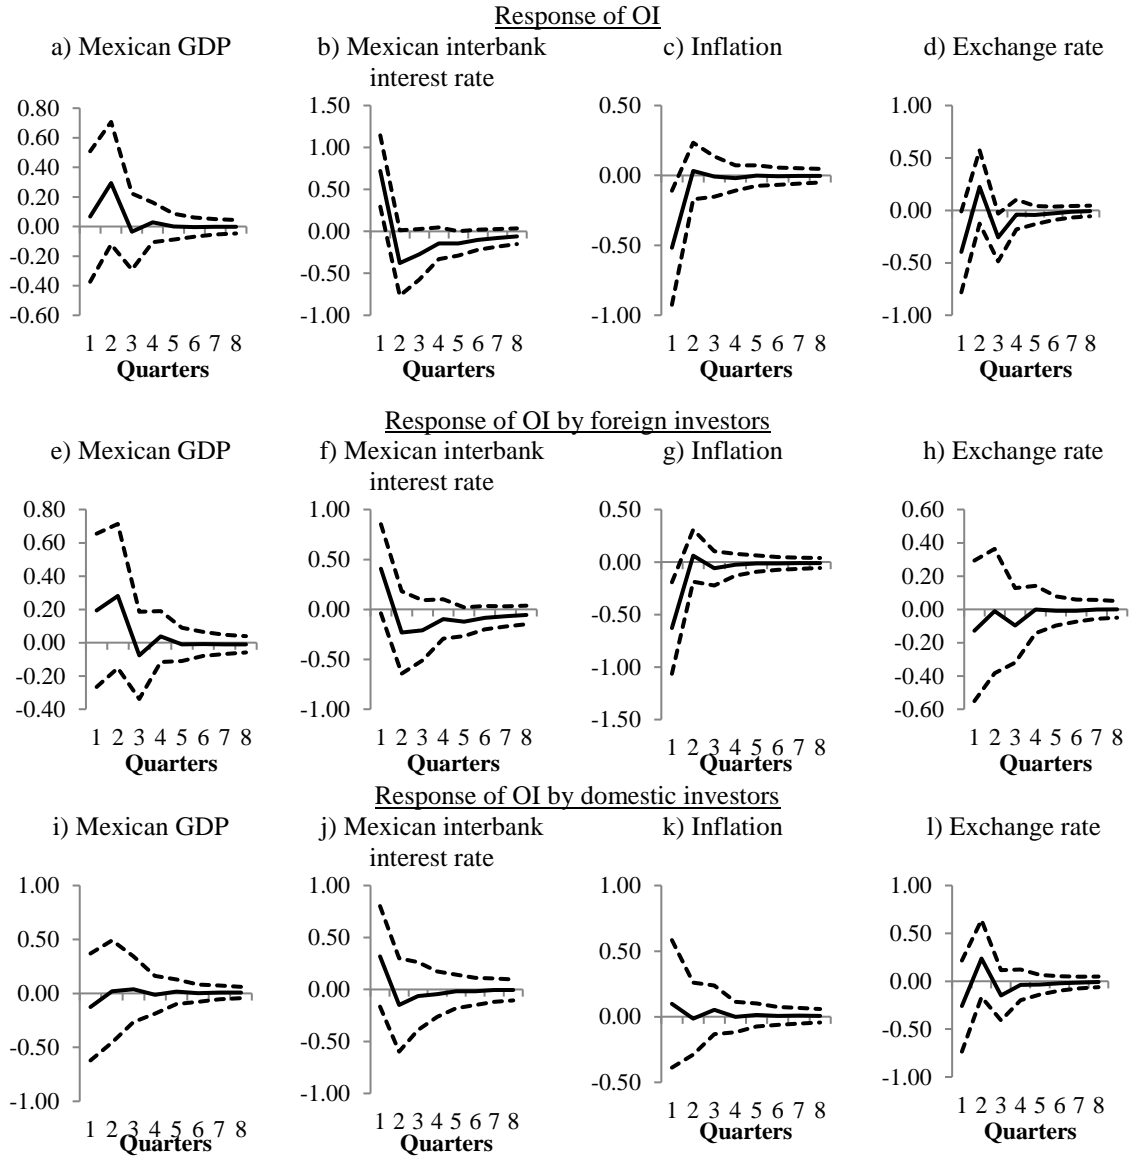 Response of OI
a) Mexican GDP
b) Mexican interbank
interest rate
c) Inflation
d) Exchange rate
0.80
0.60
0.40
0.20
0.00
-0.20
-0.40
-0.60
1 2 3 4 5 6 7 8
Quarters
1.50
1.00
0.50
0.00
-0.50
-1.00
1 2 3 4 5 6 7 8
Quarters
0.50
0.00
-0.50
-1.00
1 2 3 4 5 6 7 8
Quarters
1.00
0.50
0.00
-0.50
-1.00
1 2 3 4 5 6 7 8
Quarters
Response of OI by foreign investors
e) Mexican GDP
f) Mexican interbank
interest rate
g) Inflation
h) Exchange rate
0.80
0.60
0.40
0.20
0.00
-0.20
-0.40
1 2 3 4 5 6 7 8
Quarters
1.00
0.50
0.00
-0.50
-1.00
1 2 3 4 5 6 7 8
Quarters
0.50
0.00
-0.50
-1.00
-1.50
1 2 3 4 5 6 7 8
Quarters
0.60
0.40
0.20
0.00
-0.20
-0.40
-0.60
1 2 3 4 5 6 7 8
Quarters
Response of OI by domestic investors
i) Mexican GDP
j) Mexican interbank
interest rate
k) Inflation
l) Exchange rate
1.00
0.50
0.00
-0.50
-1.00
1 2 3 4 5 6 7 8
Quarters
1.00
0.50
0.00
-0.50
-1.00
1 2 3 4 5 6 7 8
Quarters
1.00
0.50
0.00
-0.50
1 2 3 4 5 6 7 8
Quarters
1.00
0.50
0.00
-0.50
-1.00
1 2 3 4 5 6 7 8
Quarters